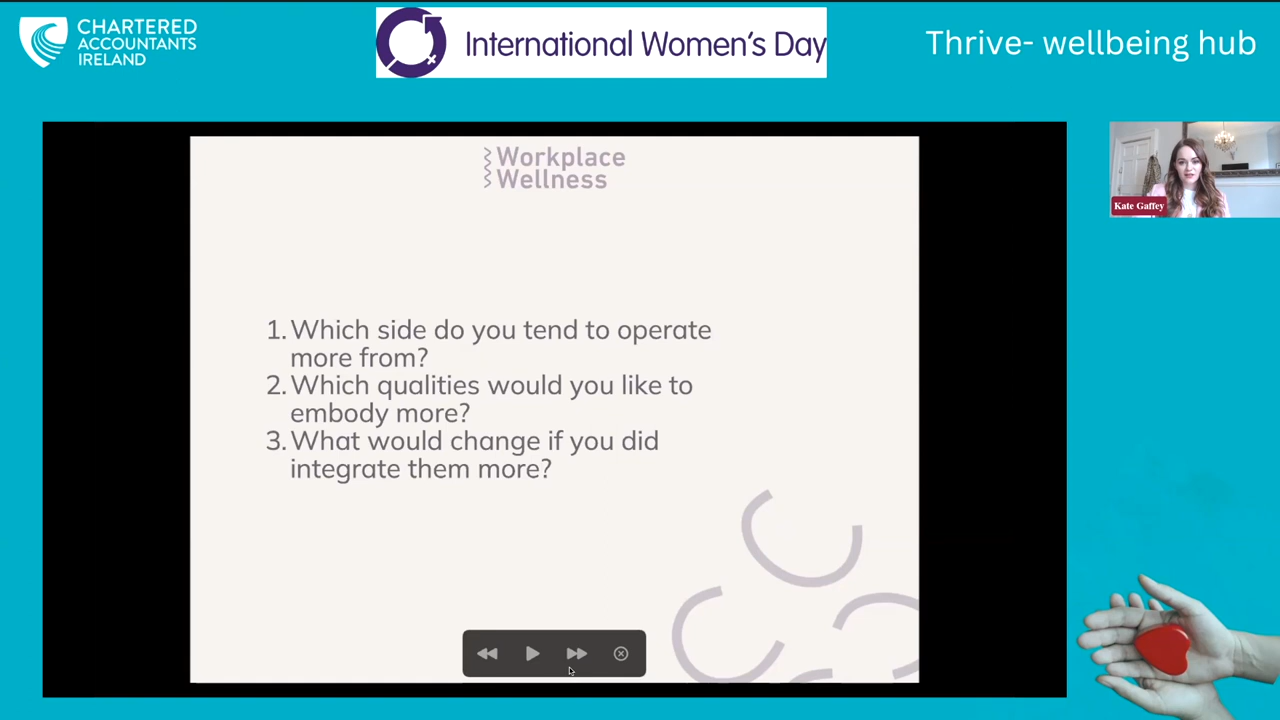 CHARTERED
ACCOUNTANTS
IRELAND
International Women's Day
Thrive- wellbeing hub
Workplace
Wellness
Kate Gaffey
1. Which side do you tend to operate
more from?
2. Which qualities would you like to
embody more?
3. What would change if you did
integrate them more?